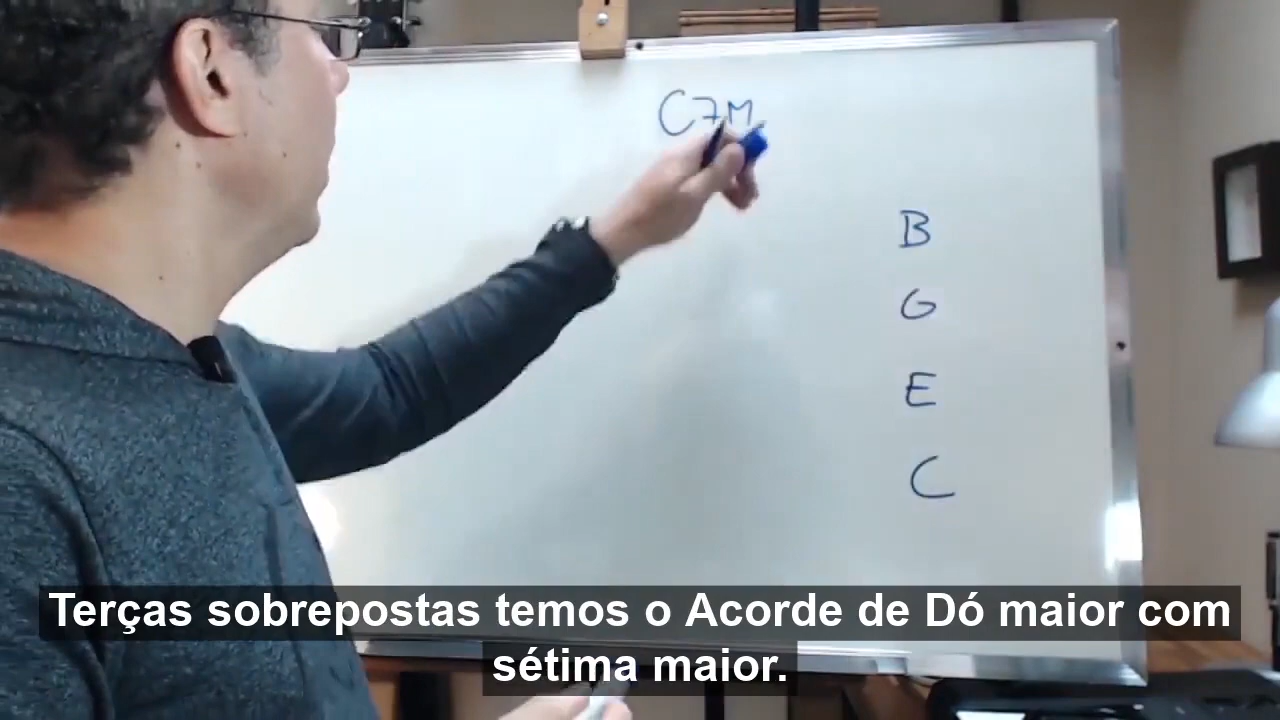 C7M
B
G
E
C
Terças sobrepostas temos o Acorde de Dó maior com
sétima maior.